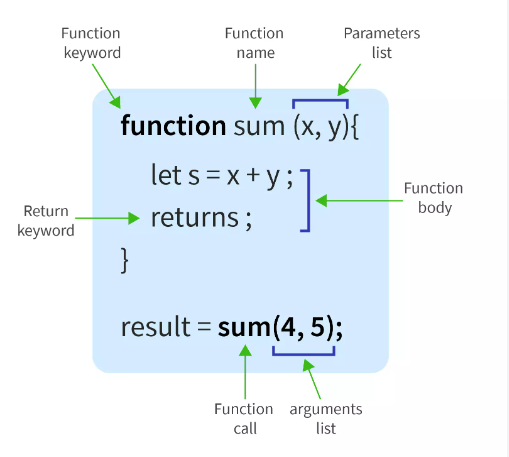 Function
keyword
Function
name
Parameters
list
function sum (x, y){
let s = x + y ;
returns ;
}
Return
keyword
Function
body
result = sum(4, 5);
Function
call
arguments
list